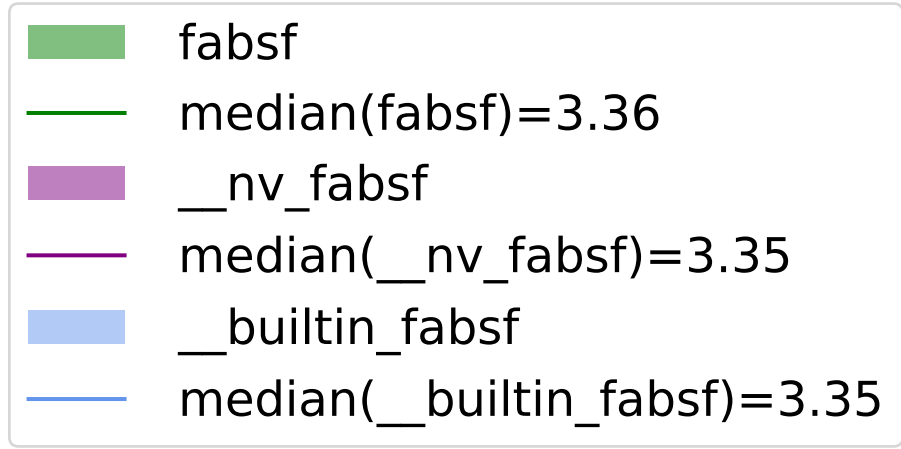 fabsf
median(fabsf)=3.36
__nv_fabsf
median(__nv_fabsf)=3.35
__builtin_fabsf
median(__builtin_fabsf)=3.35